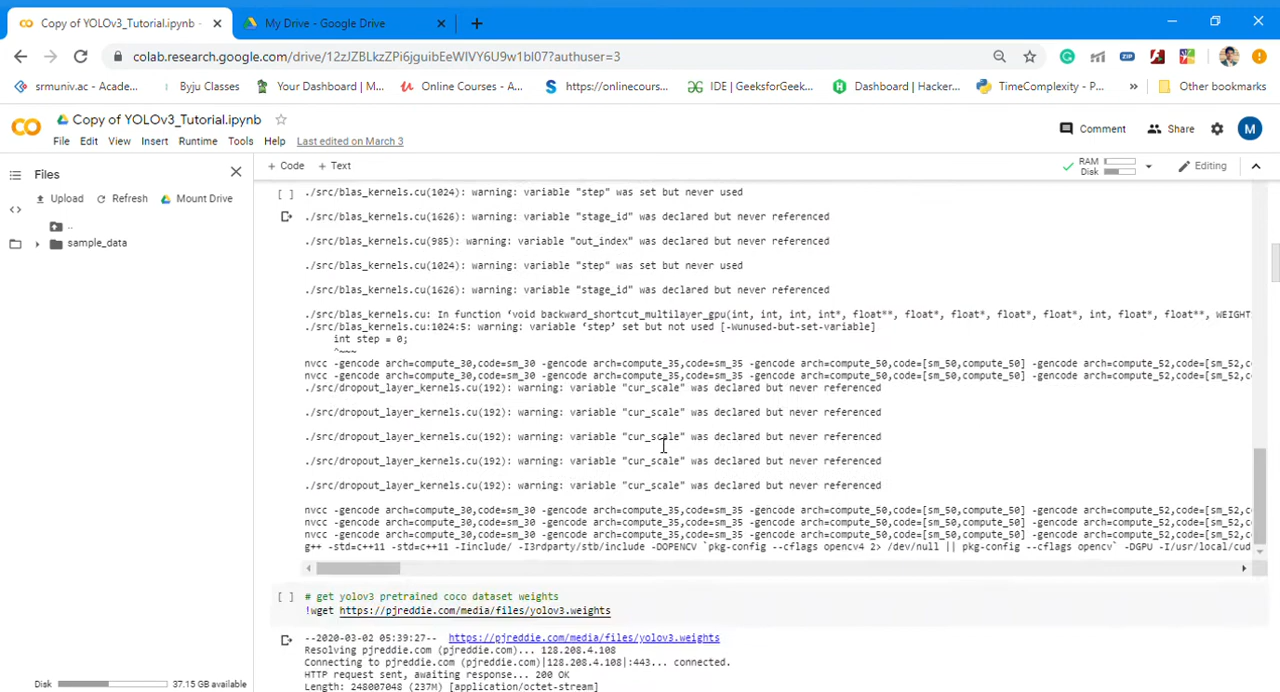 Copy of YOLOv3_Tutorial.ipynb -
My Drive - Google Drive
colab.research.google.com/drive/12zJZBLkzZPi6jguibEeWIVY6U9w1bI07?authuser=3
srmuniv.ac - Acade...
Byju Classes
Your Dashboard | M...
Online Courses - A...
https://onlinecours...
IDE | GeeksforGeek...
Dashboard | Hacker...
TimeComplexity - P...
»
Other bookmarks
Copy of YOLOv3_Tutorial.ipynb
File Edit View Insert Runtime Tools Help Last edited on March 3
Comment
Share
M
Files
+ Code + Text
RAM
Disk
Editing
Upload Refresh Mount Drive
..
sample_data
[ ]
./src/blas_kernels.cu(1024): warning: variable "step" was set but never used
./src/blas_kernels.cu(1626): warning: variable "stage_id" was declared but never referenced
./src/blas_kernels.cu(985): warning: variable "out_index" was declared but never referenced
./src/blas_kernels.cu(1024): warning: variable "step" was set but never used
./src/blas_kernels.cu(1626): warning: variable "stage_id" was declared but never referenced
./src/blas_kernels.cu: In function ‘void backward_shortcut_multilayer_gpu(int, int, int, int*, float**, float*, float*, float*, float*, int, float*, float**, WEIGHT
./src/blas_kernels.cu:1024:5: warning: variable ‘step’ set but not used [-Wunused-but-set-variable]
int step = 0;
^~~~
nvcc -gencode arch=compute_30,code=sm_30 -gencode arch=compute_35,code=sm_35 -gencode arch=compute_50,code=[sm_50,compute_50] -gencode arch=compute_52,code=[sm_52,c
nvcc -gencode arch=compute_30,code=sm_30 -gencode arch=compute_35,code=sm_35 -gencode arch=compute_50,code=[sm_50,compute_50] -gencode arch=compute_52,code=[sm_52,c
./src/dropout_layer_kernels.cu(192): warning: variable "cur_scale" was declared but never referenced
./src/dropout_layer_kernels.cu(192): warning: variable "cur_scale" was declared but never referenced
./src/dropout_layer_kernels.cu(192): warning: variable "cur_scale" was declared but never referenced
./src/dropout_layer_kernels.cu(192): warning: variable "cur_scale" was declared but never referenced
./src/dropout_layer_kernels.cu(192): warning: variable "cur_scale" was declared but never referenced
nvcc -gencode arch=compute_30,code=sm_30 -gencode arch=compute_35,code=sm_35 -gencode arch=compute_50,code=[sm_50,compute_50] -gencode arch=compute_52,code=[sm_52,c
nvcc -gencode arch=compute_30,code=sm_30 -gencode arch=compute_35,code=sm_35 -gencode arch=compute_50,code=[sm_50,compute_50] -gencode arch=compute_52,code=[sm_52,c
nvcc -gencode arch=compute_30,code=sm_30 -gencode arch=compute_35,code=sm_35 -gencode arch=compute_50,code=[sm_50,compute_50] -gencode arch=compute_52,code=[sm_52,c
g++ -std=c++11 -std=c++11 -Iinclude/ -I3rdparty/stb/include -DOPENCV `pkg-config --cflags opencv4 2> /dev/null || pkg-config --cflags opencv` -DGPU -I/usr/local/cud
[ ] # get yolov3 pretrained coco dataset weights
!wget https://pjreddie.com/media/files/yolov3.weights
--2020-03-02 05:39:27-- https://pjreddie.com/media/files/yolov3.weights
Resolving pjreddie.com (pjreddie.com)... 128.208.4.108
Connecting to pjreddie.com (pjreddie.com)|128.208.4.108|:443... connected.
HTTP request sent, awaiting response... 200 OK
Length: 248007048 (237M) [application/octet-stream]
Disk 37.15 GB available